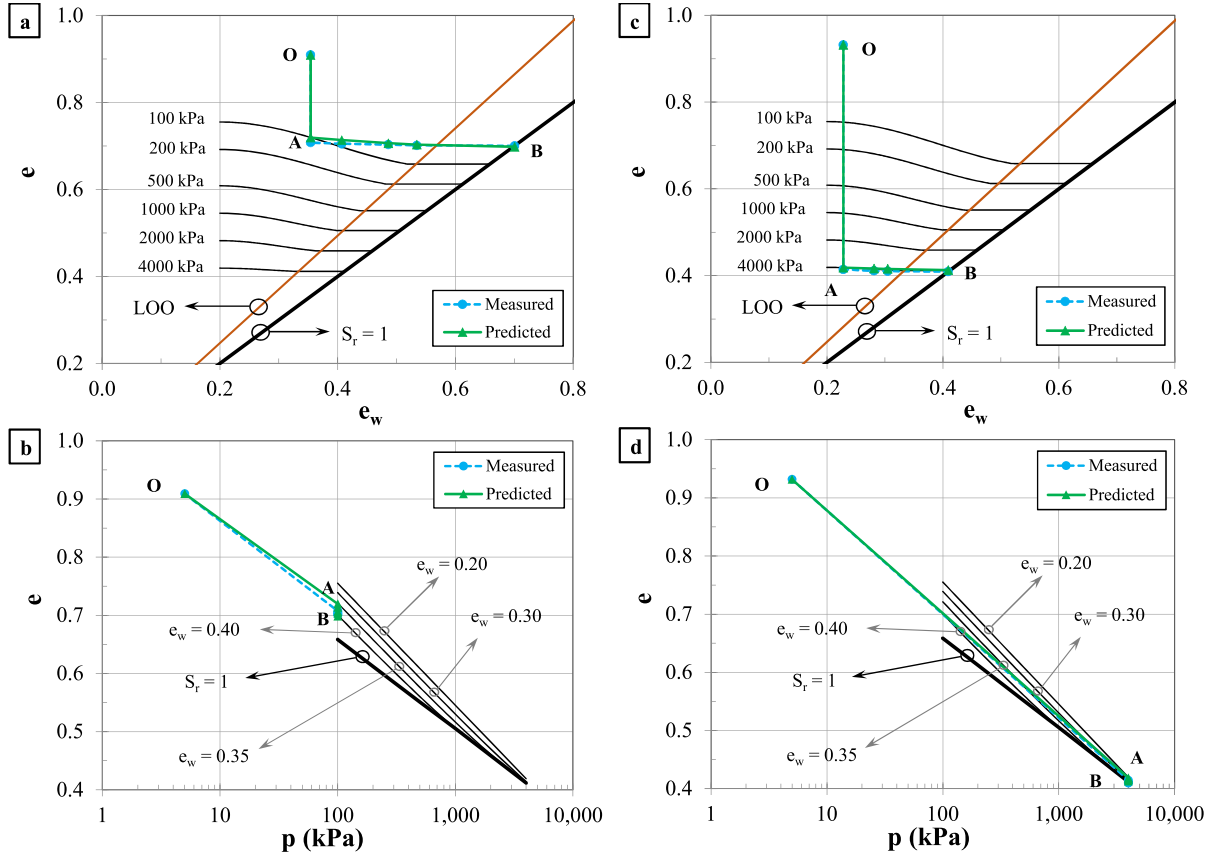 a
1.0
0.8
0.6
0.4
0.2
e
O
A
B
100 kPa
200 kPa
500 kPa
1000 kPa
2000 kPa
4000 kPa
LOO
S_r = 1
Measured
Predicted
0.0
0.2
0.4
0.6
0.8
e_w
c
1.0
0.8
0.6
0.4
0.2
e
O
A
B
100 kPa
200 kPa
500 kPa
1000 kPa
2000 kPa
4000 kPa
LOO
S_r = 1
Measured
Predicted
0.0
0.2
0.4
0.6
0.8
e_w
b
1.0
0.9
0.8
0.7
0.6
0.5
0.4
e
O
A
B
Measured
Predicted
e_w = 0.20
e_w = 0.30
e_w = 0.40
S_r = 1
e_w = 0.35
1
10
100
1,000
10,000
p (kPa)
d
1.0
0.9
0.8
0.7
0.6
0.5
0.4
e
O
Measured
Predicted
e_w = 0.20
e_w = 0.30
e_w = 0.40
S_r = 1
e_w = 0.35
A
B
1
10
100
1,000
10,000
p (kPa)